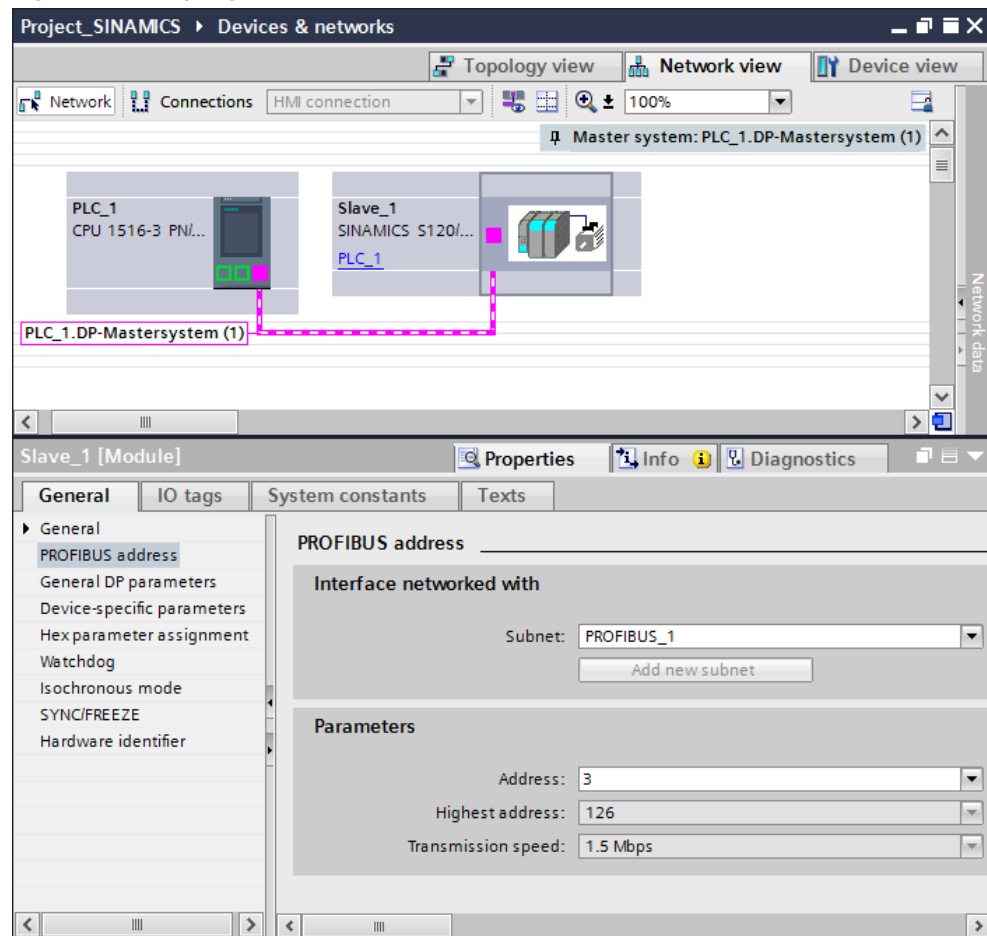 Project_SINAMICS ▸ Devices & networks
Topology view Network view Device view
Network Connections HMI connection 100%
Master system: PLC_1.DP-Mastersystem (1)
PLC_1
CPU 1516-3 PN/...
Slave_1
SINAMICS S120/...
PLC_1
PLC_1.DP-Mastersystem (1)
Network data
Slave_1 [Module]
Properties Info Diagnostics
General IO tags System constants Texts
General
PROFIBUS address
General DP parameters
Device-specific parameters
Hex parameter assignment
Watchdog
Isochronous mode
SYNC/FREEZE
Hardware identifier
PROFIBUS address
Interface networked with
Subnet: PROFIBUS_1
Add new subnet
Parameters
Address: 3
Highest address: 126
Transmission speed: 1.5 Mbps